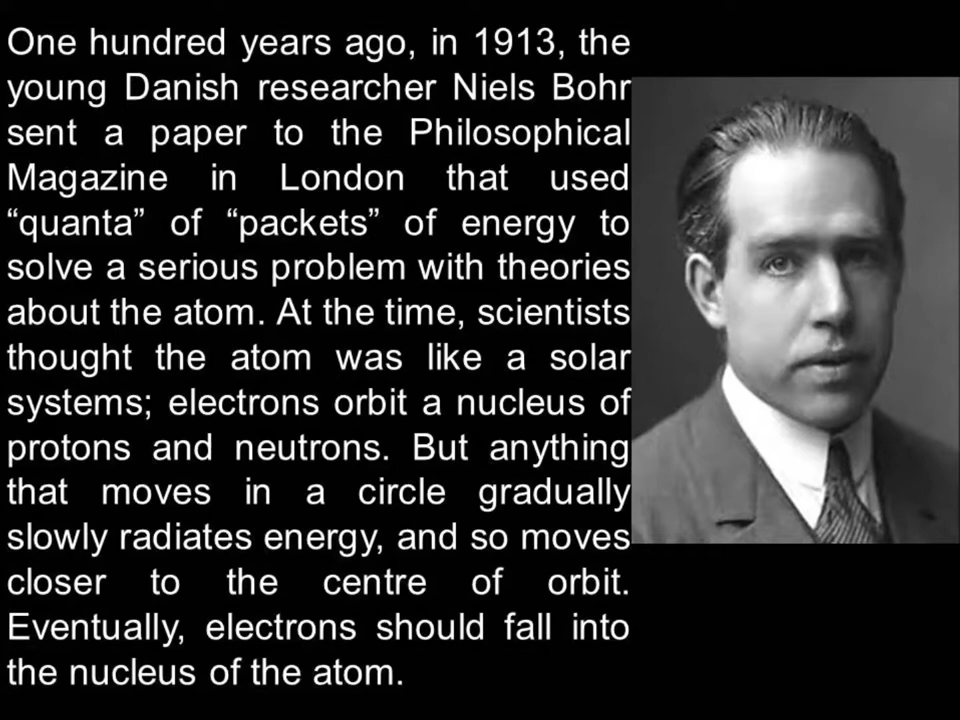 One hundred years ago, in 1913, the
young Danish researcher Niels Bohr
sent a paper to the Philosophical
Magazine in London that used
“quanta” of “packets” of energy to
solve a serious problem with theories
about the atom. At the time, scientists
thought the atom was like a solar
systems; electrons orbit a nucleus of
protons and neutrons. But anything
that moves in a circle gradually
slowly radiates energy, and so moves
closer to the centre of orbit.
Eventually, electrons should fall into
the nucleus of the atom.